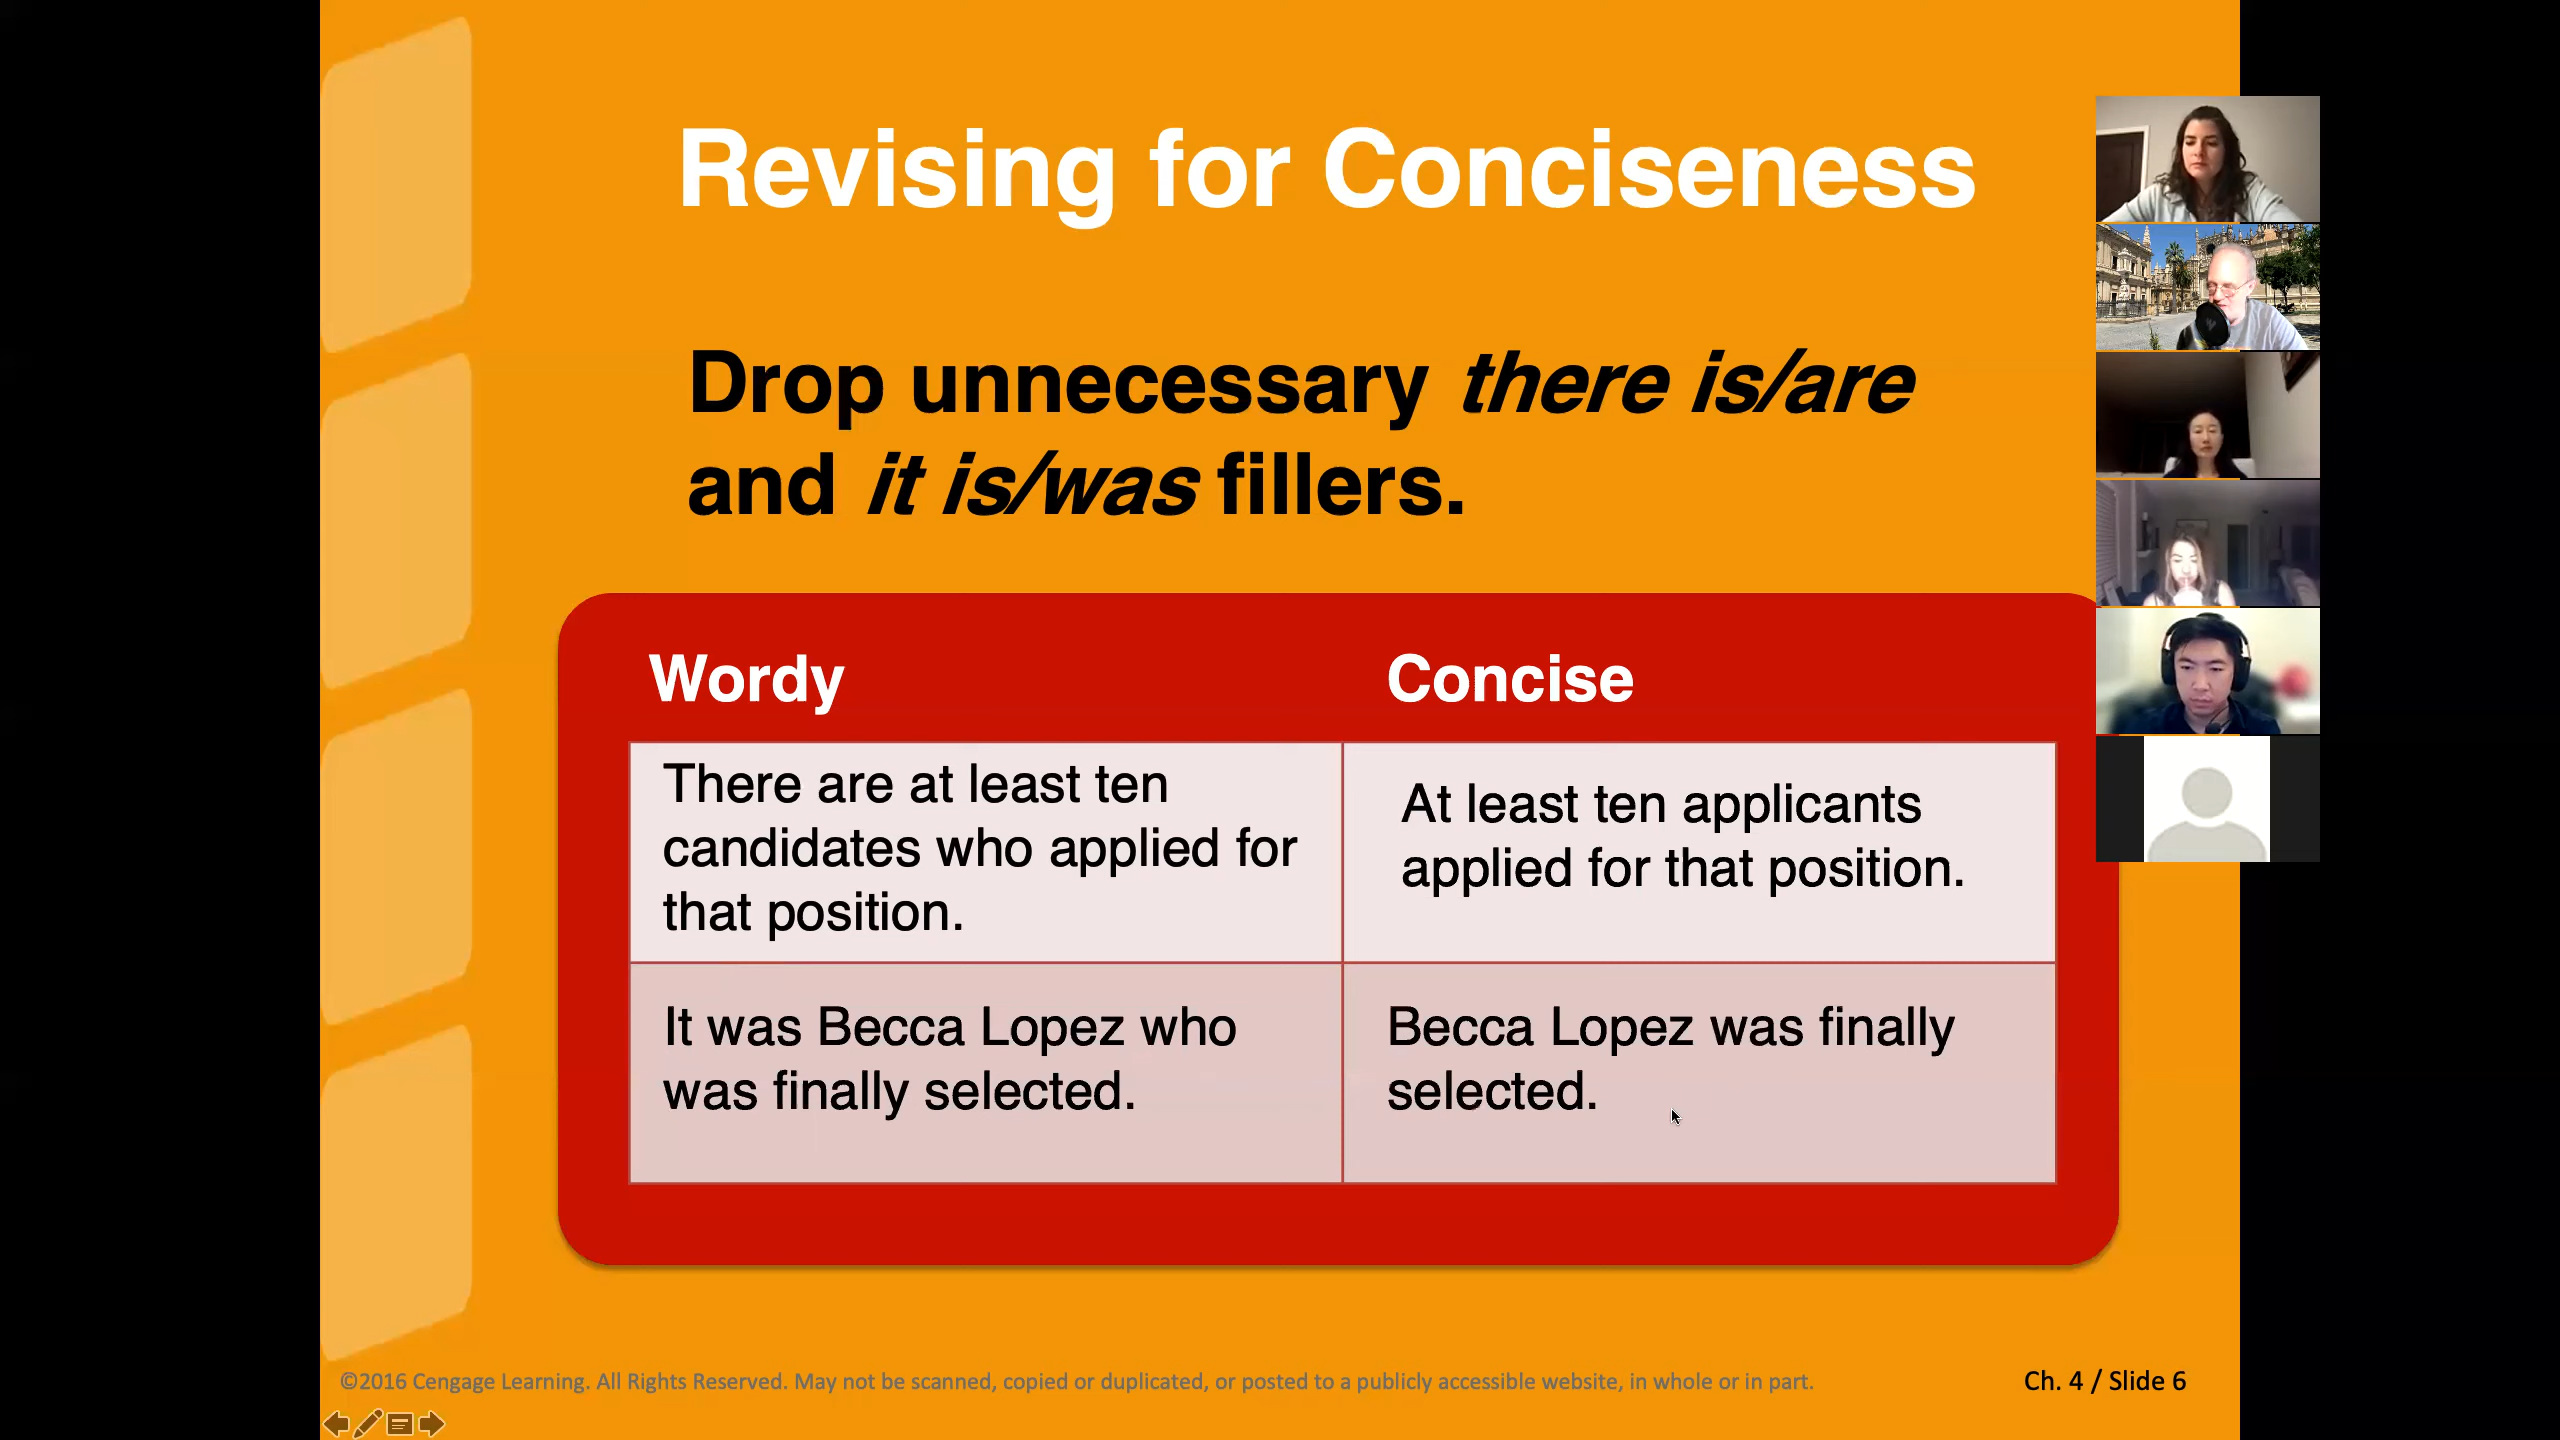 Revising for Conciseness
Drop unnecessary there is/are
and it is/was fillers.
Wordy
Concise
There are at least ten
candidates who applied for
that position.
At least ten applicants
applied for that position.
It was Becca Lopez who
was finally selected.
Becca Lopez was finally
selected.
©2016 Cengage Learning. All Rights Reserved. May not be scanned, copied or duplicated, or posted to a publicly accessible website, in whole or in part.
Ch. 4 / Slide 6